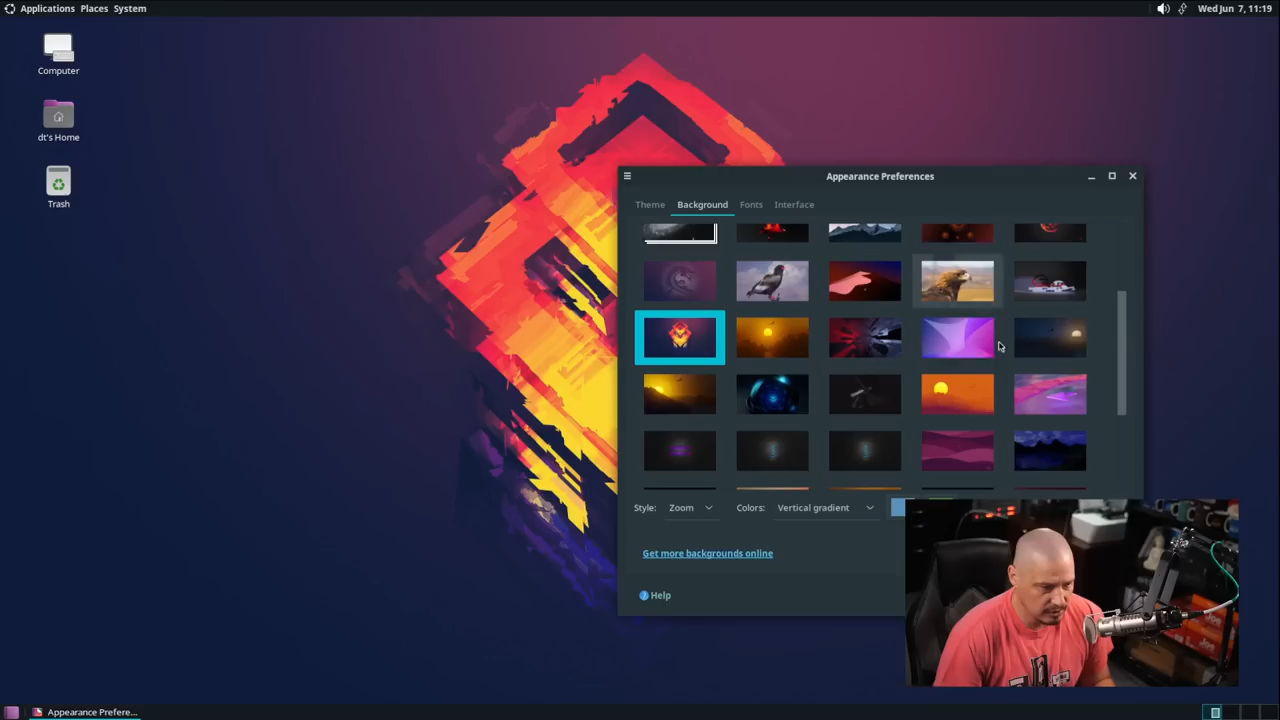 Applications Places System
Wed Jun 7, 11:19
Computer
dt's Home
Trash
Appearance Preferences
Theme Background Fonts Interface
Style: Zoom Colors: Vertical gradient
Get more backgrounds online
Help
Appearance Prefere...